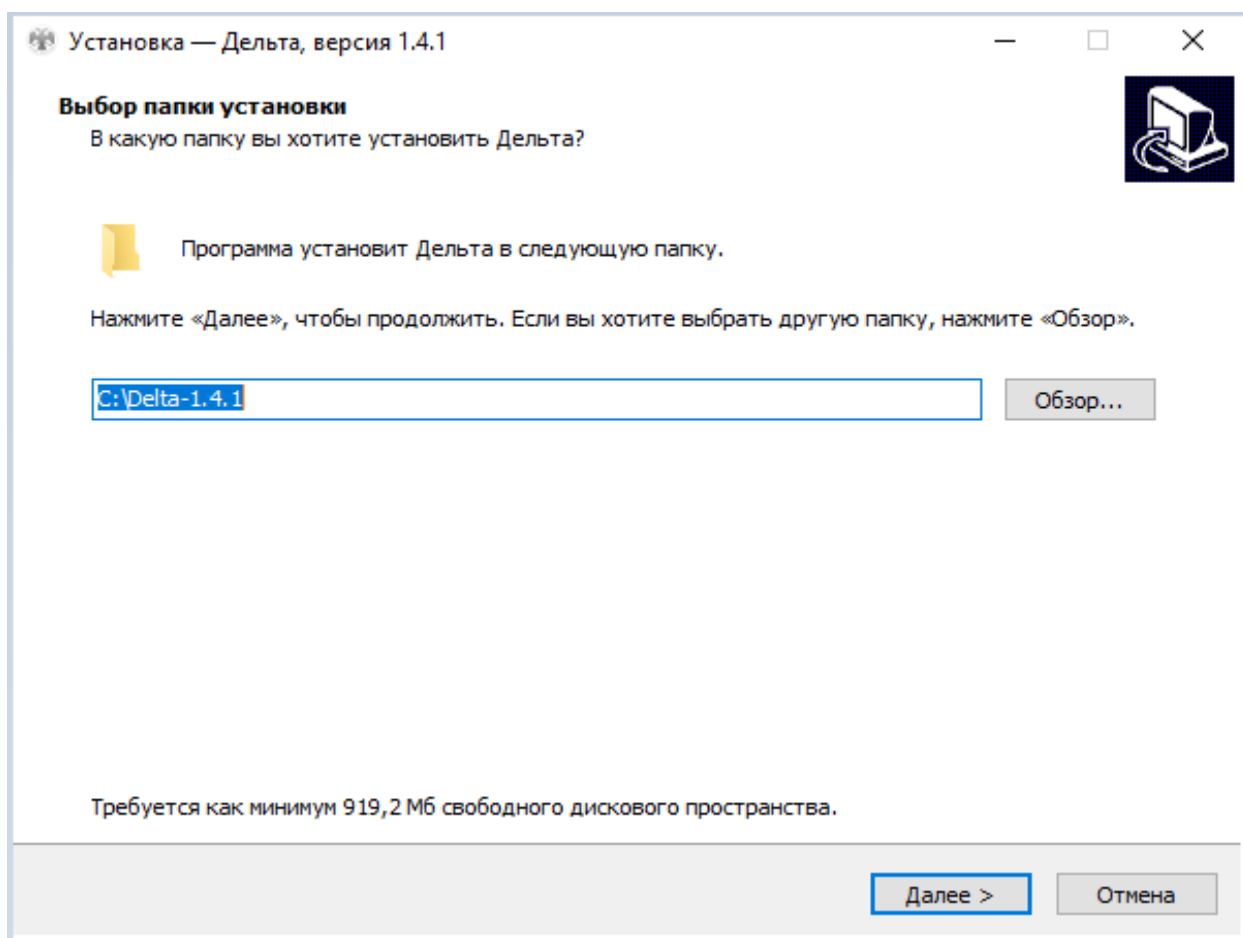 Установка — Дельта, версия 1.4.1
Выбор папки установки
В какую папку вы хотите установить Дельта?
Программа установит Дельта в следующую папку.
Нажмите «Далее», чтобы продолжить. Если вы хотите выбрать другую папку, нажмите «Обзор».
C:\Delta-1.4.1
Обзор...
Требуется как минимум 919,2 Мб свободного дискового пространства.
Далее >
Отмена